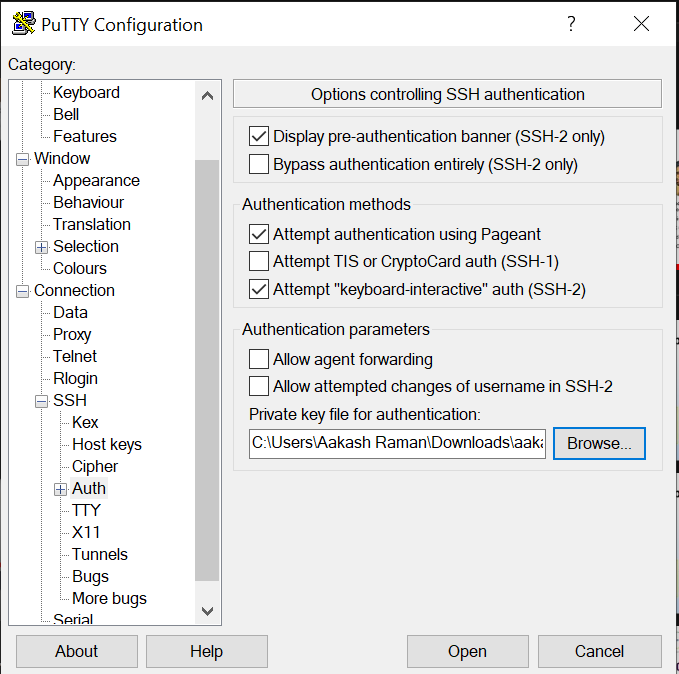 PuTTY Configuration
?
Category:
Keyboard
Bell
Features
Window
Appearance
Behaviour
Translation
Selection
Colours
Connection
Data
Proxy
Telnet
Rlogin
SSH
Kex
Host keys
Cipher
Auth
TTY
X11
Tunnels
Bugs
More bugs
Serial
Options controlling SSH authentication
Display pre-authentication banner (SSH-2 only)
Bypass authentication entirely (SSH-2 only)
Authentication methods
Attempt authentication using Pageant
Attempt TIS or CryptoCard auth (SSH-1)
Attempt "keyboard-interactive" auth (SSH-2)
Authentication parameters
Allow agent forwarding
Allow attempted changes of username in SSH-2
Private key file for authentication:
C:\Users\Aakash Raman\Downloads\aaka
Browse...
About
Help
Open
Cancel